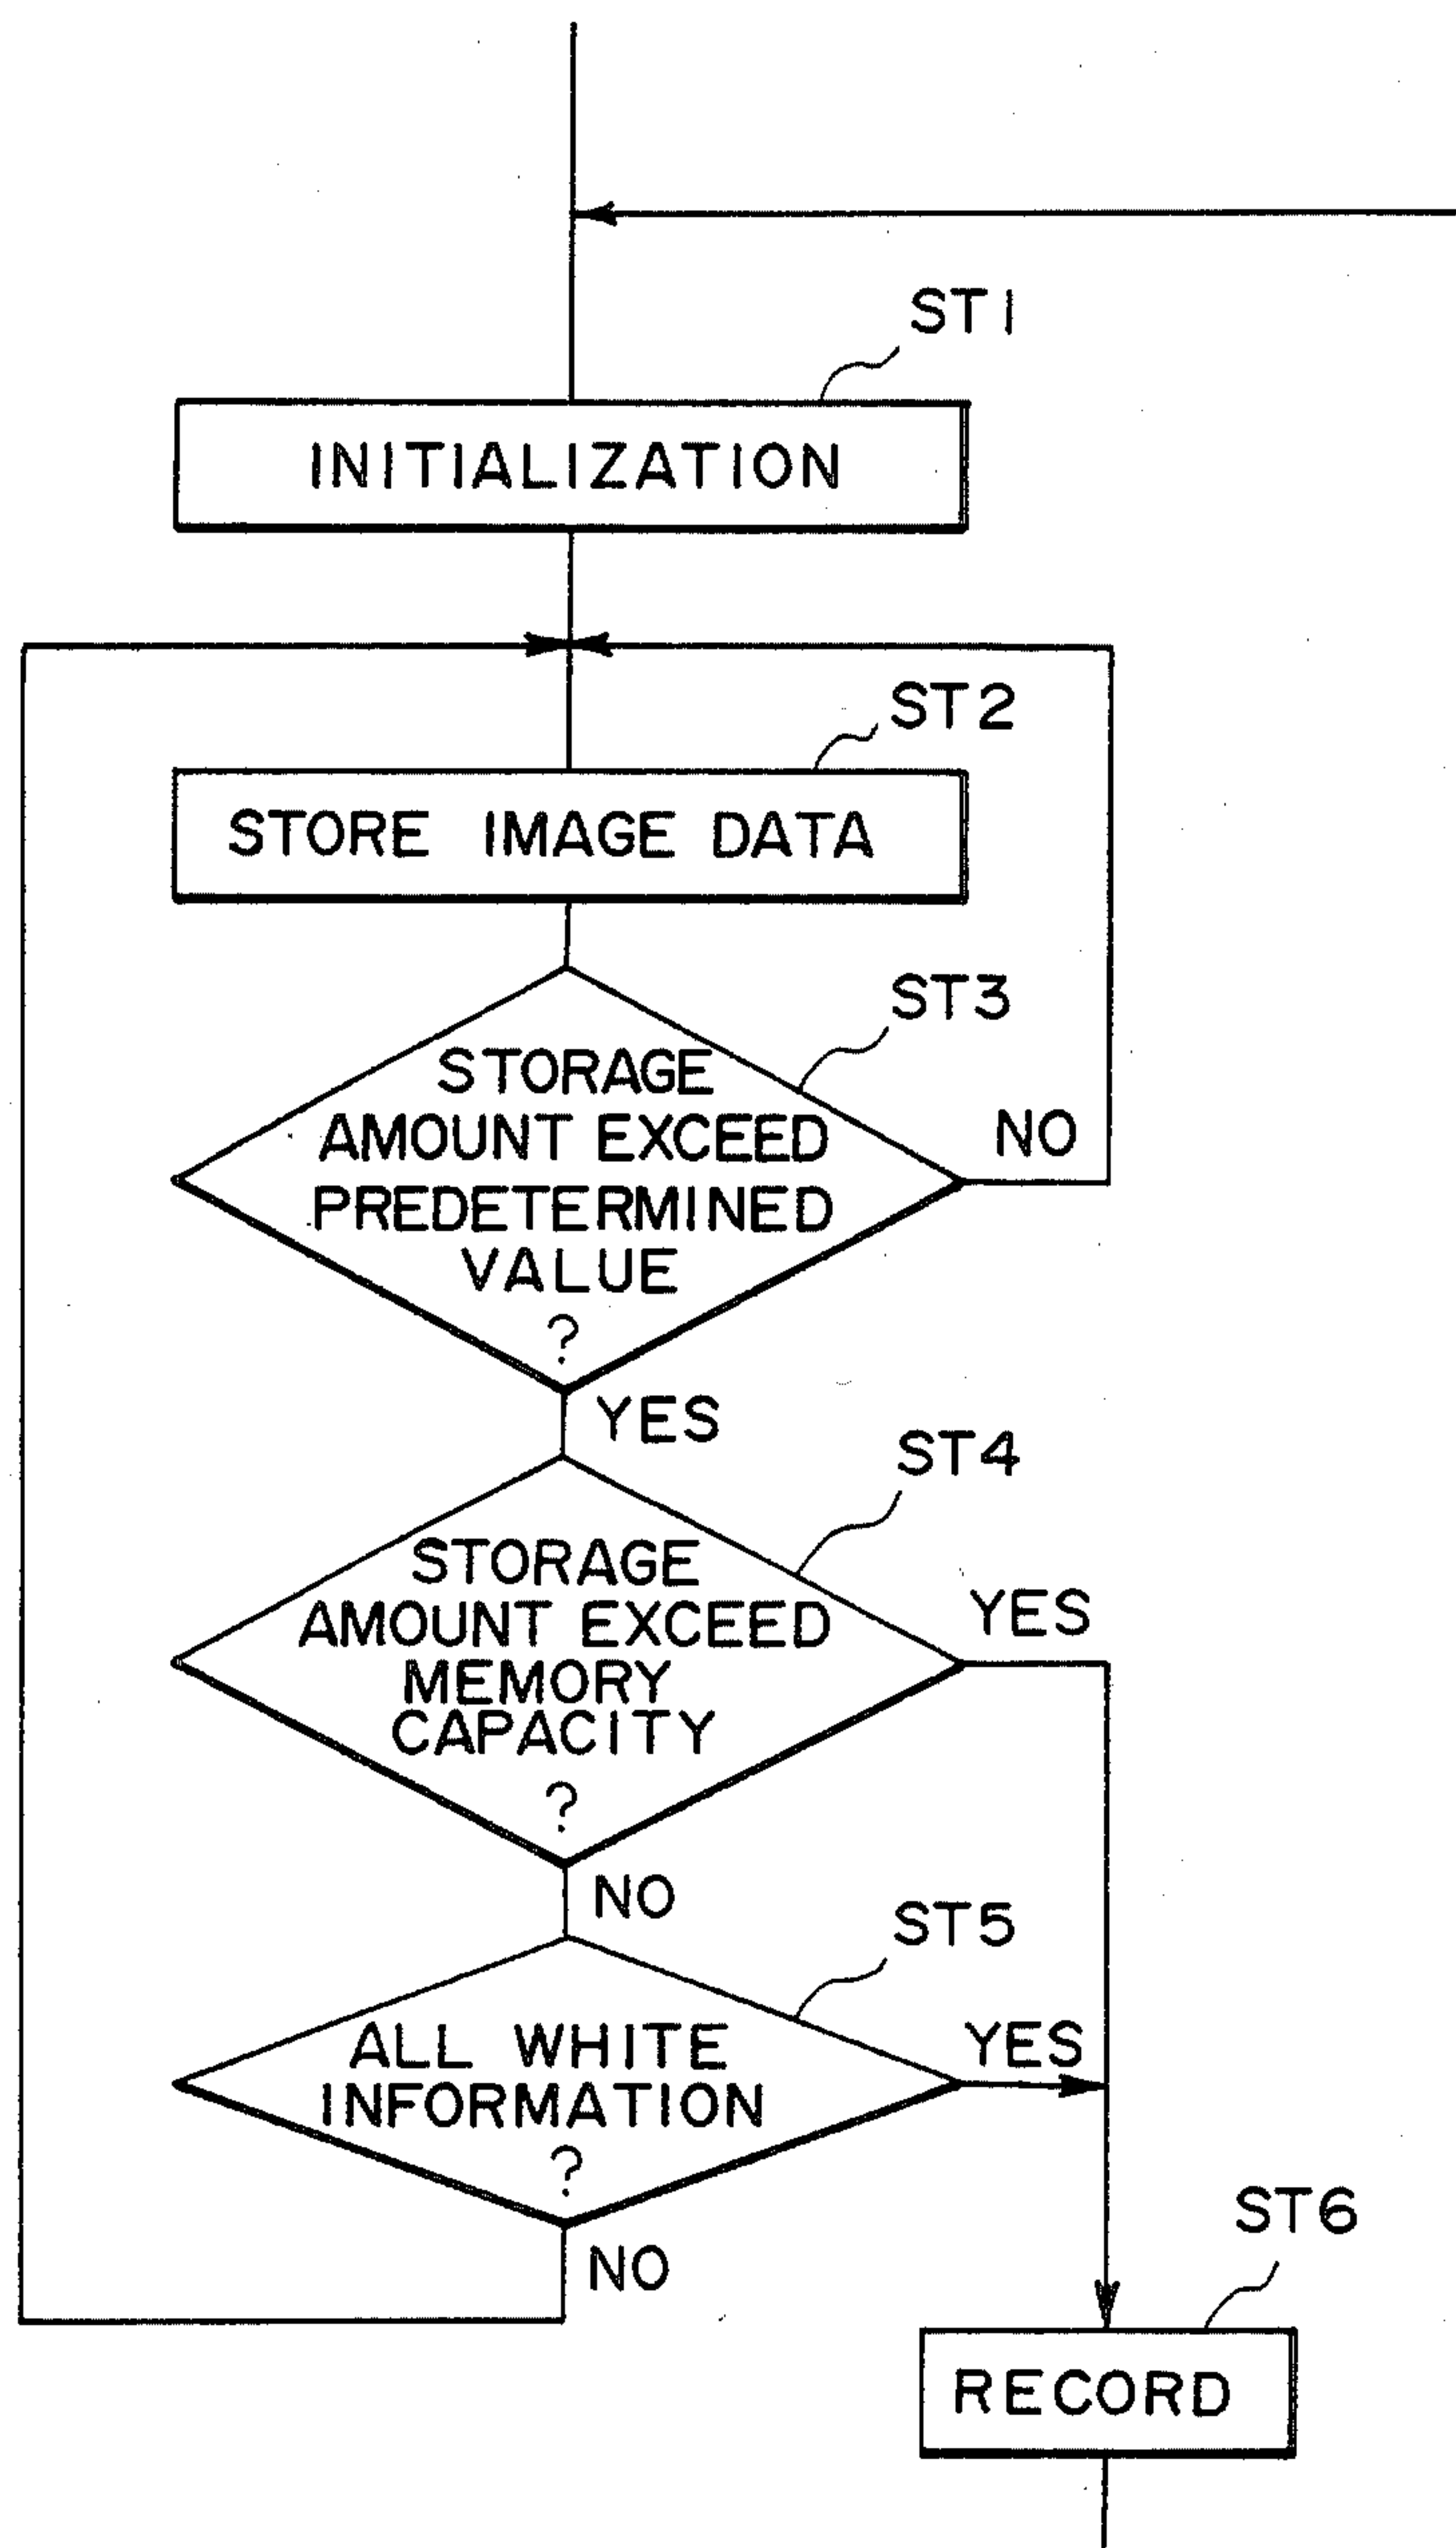 ST1
INITIALIZATION
ST2
STORE IMAGE DATA
ST3
STORAGE
AMOUNT EXCEED
PREDETERMINED
VALUE
?
NO
YES
ST4
STORAGE
AMOUNT EXCEED
MEMORY
CAPACITY
?
YES
NO
ST5
ALL WHITE
INFORMATION
?
YES
NO
ST6
RECORD